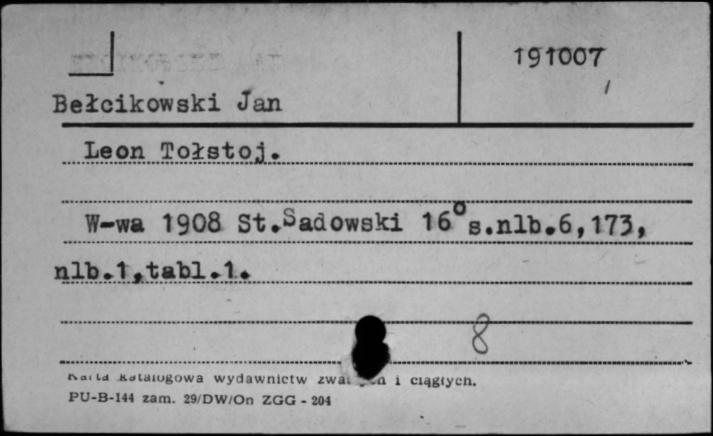 191007
Bełcikowski Jan
Leon Tołstoj.
W-wa 1908 St.Sadowski 16° s.nlb.6,173,
nlb.1,tabl.1.
8
Karta katalogowa wydawnictw i ciągłych.
PU-B-144 zam. 29/DW/On ZGG - 204